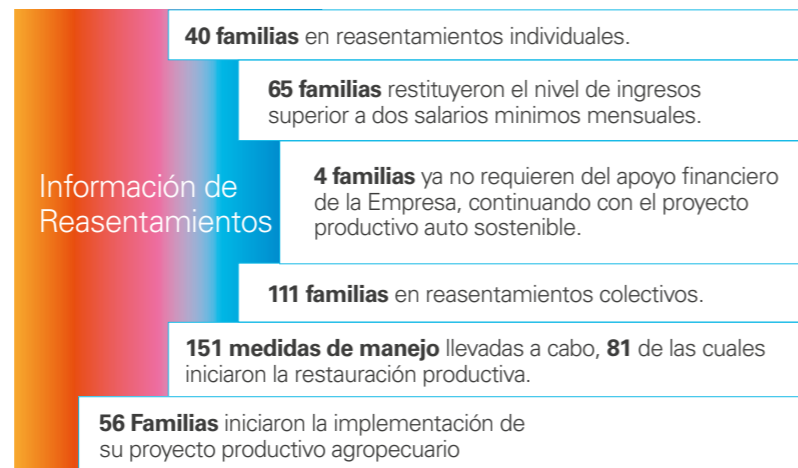 40 familias en reasentamientos individuales.
65 familias restituyeron el nivel de ingresos
superior a dos salarios minimos mensuales.
Información de
Reasentamientos
4 familias ya no requieren del apoyo financiero
de la Empresa, continuando con el proyecto
productivo auto sostenible.
111 familias en reasentamientos colectivos.
151 medidas de manejo llevadas a cabo, 81 de las cuales
iniciaron la restauración productiva.
56 Familias iniciaron la implementación de
su proyecto productivo agropecuario